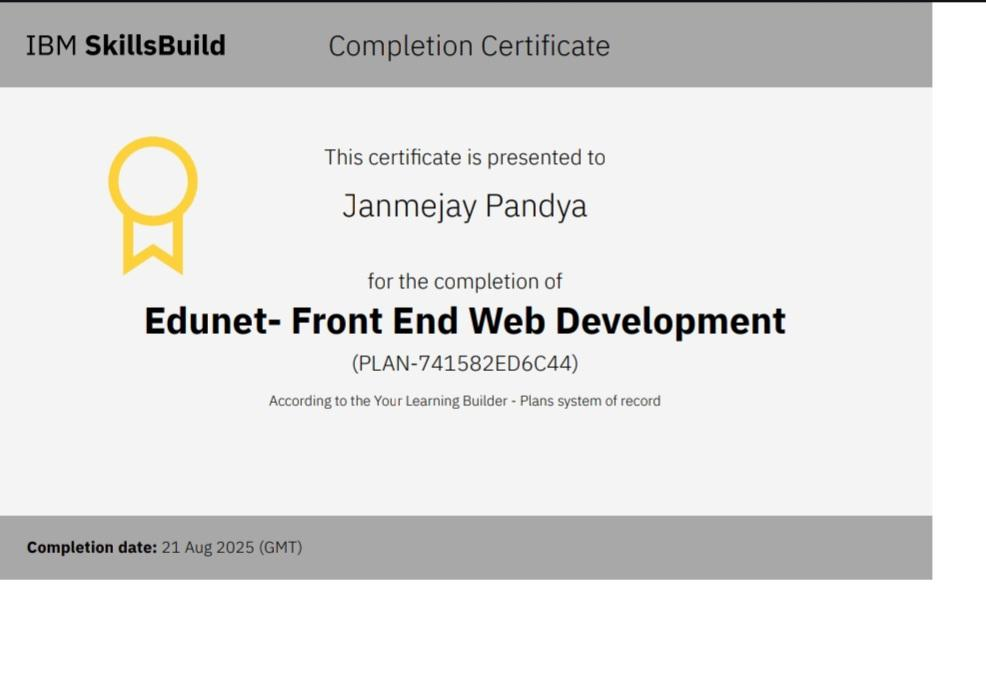 IBM SkillsBuild
Completion Certificate
This certificate is presented to
Janmejay Pandya
for the completion of
Edunet- Front End Web Development
(PLAN-741582ED6C44)
According to the Your Learning Builder - Plans system of record
Completion date: 21 Aug 2025 (GMT)